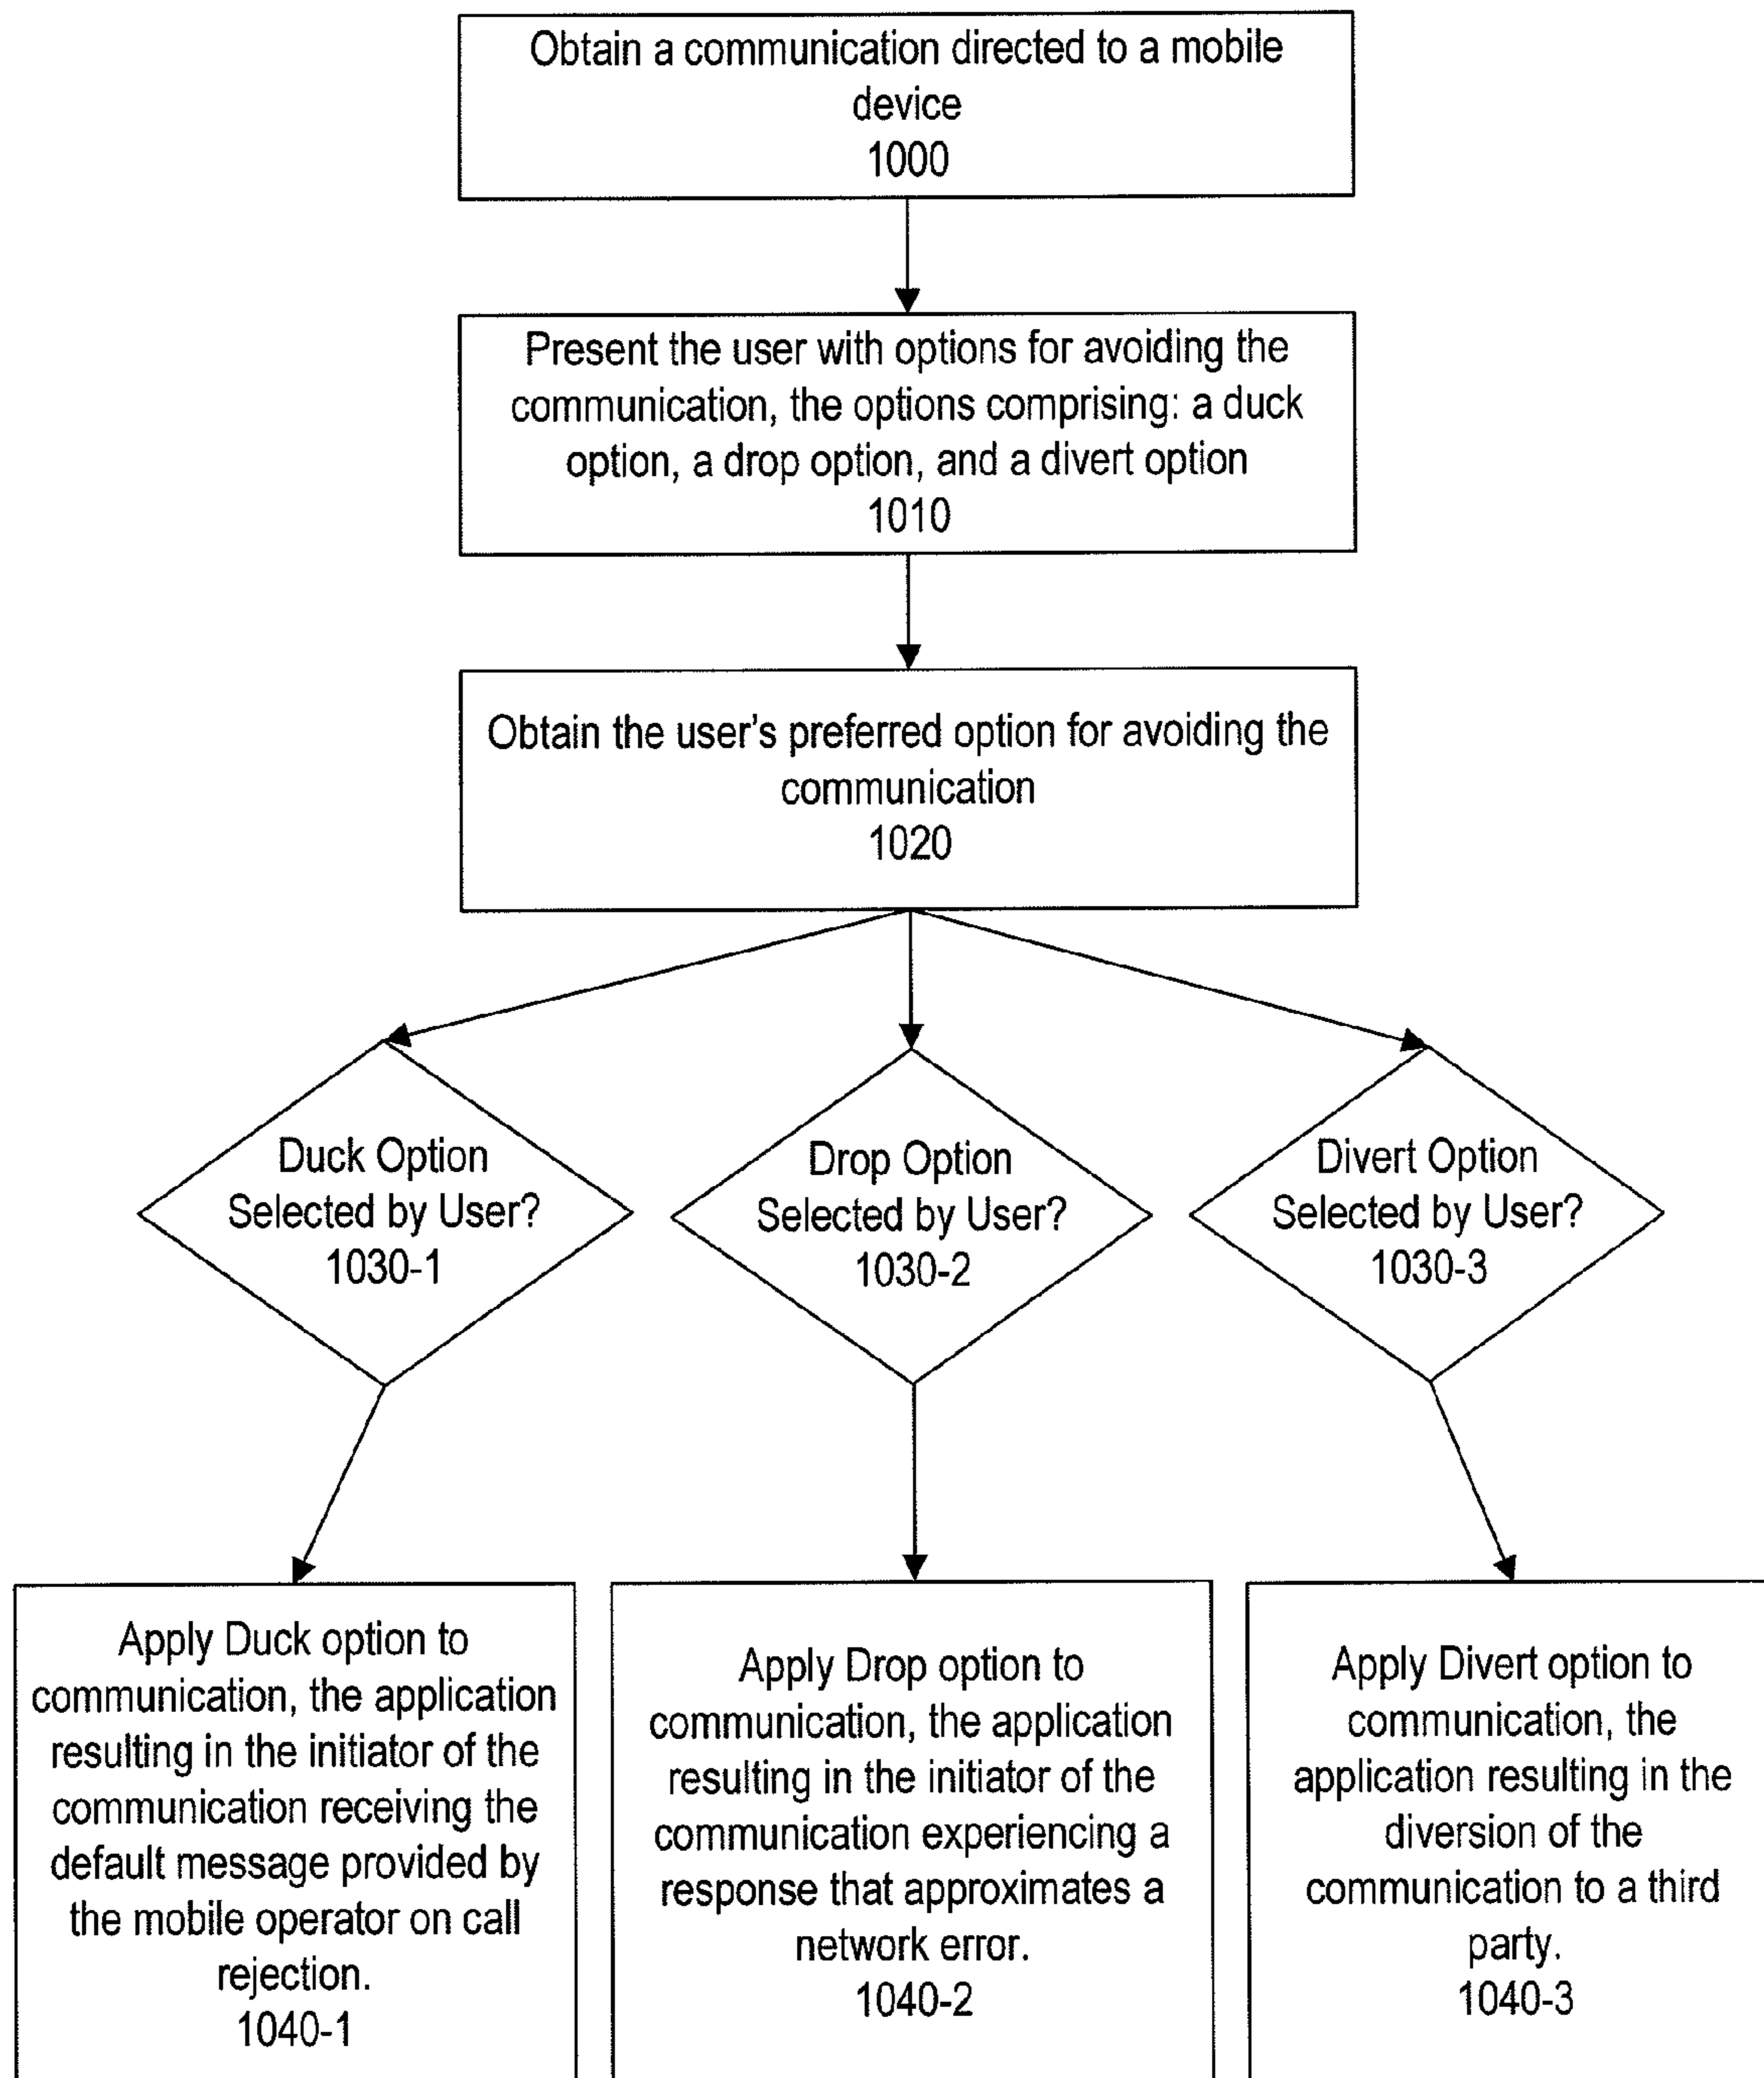 Obtain a communication directed to a mobile
device
1000
Present the user with options for avoiding the
communication, the options comprising: a duck
option, a drop option, and a divert option
1010
Obtain the user's preferred option for avoiding the
communication
1020
Duck Option
Selected by User?
1030-1
Drop Option
Selected by User?
1030-2
Divert Option
Selected by User?
1030-3
Apply Duck option to
communication, the application
resulting in the initiator of the
communication receiving the
default message provided by
the mobile operator on call
rejection.
1040-1
Apply Drop option to
communication, the application
resulting in the initiator of the
communication experiencing a
response that approximates a
network error.
1040-2
Apply Divert option to
communication, the
application resulting in the
diversion of the
communication to a third
party.
1040-3